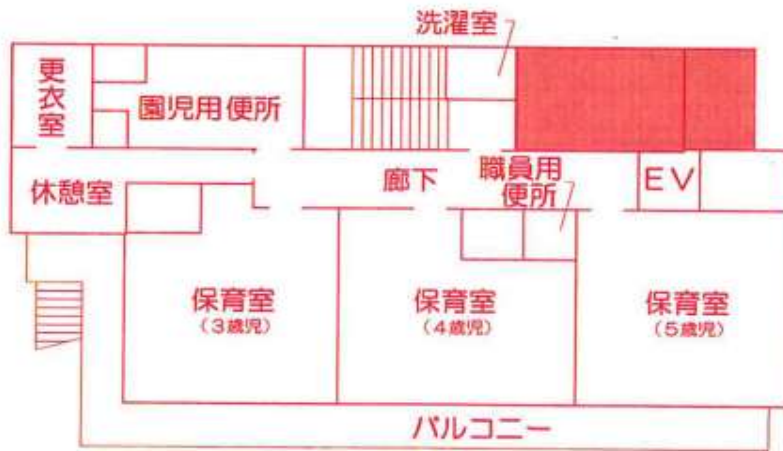 洗濯室
更衣室
園児用便所
休憩室
廊下
職員用
便所
EV
保育室
(3歳児)
保育室
(4歳児)
保育室
(5歳児)
バルコニー